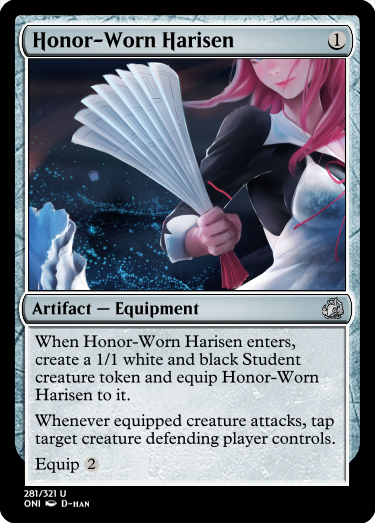 Honor-Worn Harisen 1
Artifact — Equipment
When Honor-Worn Harisen enters,
create a 1/1 white and black Student
creature token and equip Honor-Worn
Harisen to it.
Whenever equipped creature attacks, tap
target creature defending player controls.
Equip 2
281/321 U
ONI D-HAN